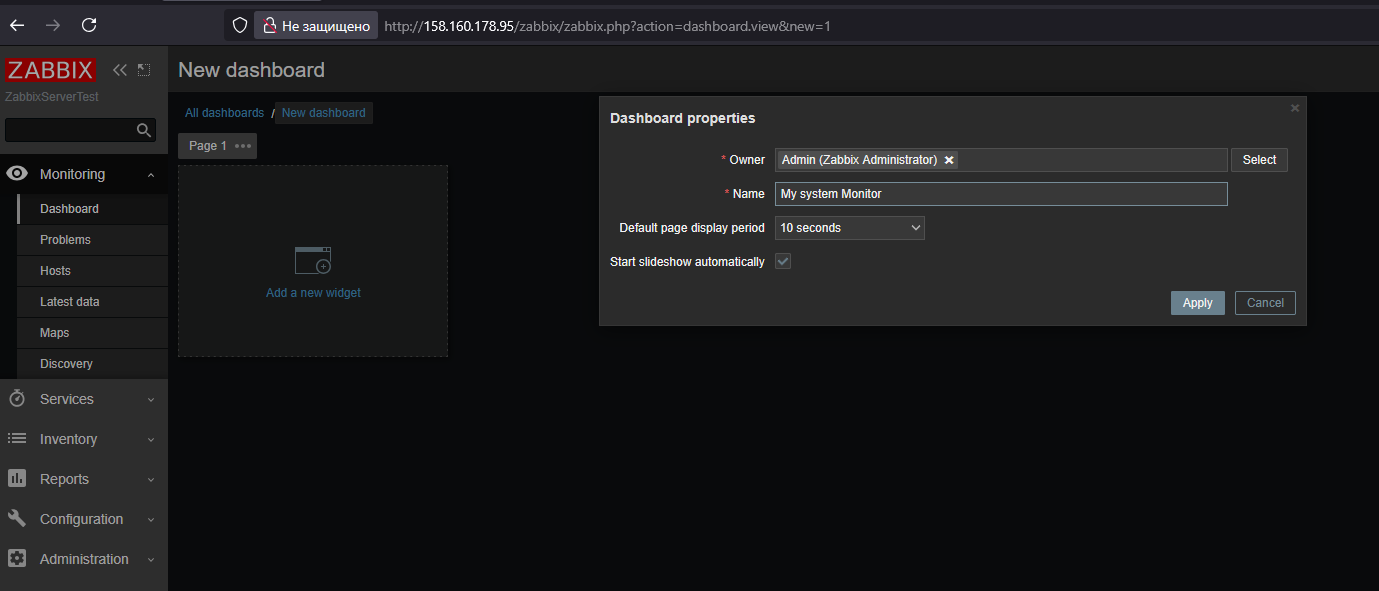 Не защищено http://158.160.178.95/zabbix/zabbix.php?action=dashboard.view&new=1
ZABBIX
ZabbixServerTest
Monitoring
Dashboard
Problems
Hosts
Latest data
Maps
Discovery
Services
Inventory
Reports
Configuration
Administration
New dashboard
All dashboards / New dashboard
Page 1
Add a new widget
Dashboard properties
* Owner Admin (Zabbix Administrator) Select
* Name My system Monitor
Default page display period 10 seconds
Start slideshow automatically
Apply Cancel